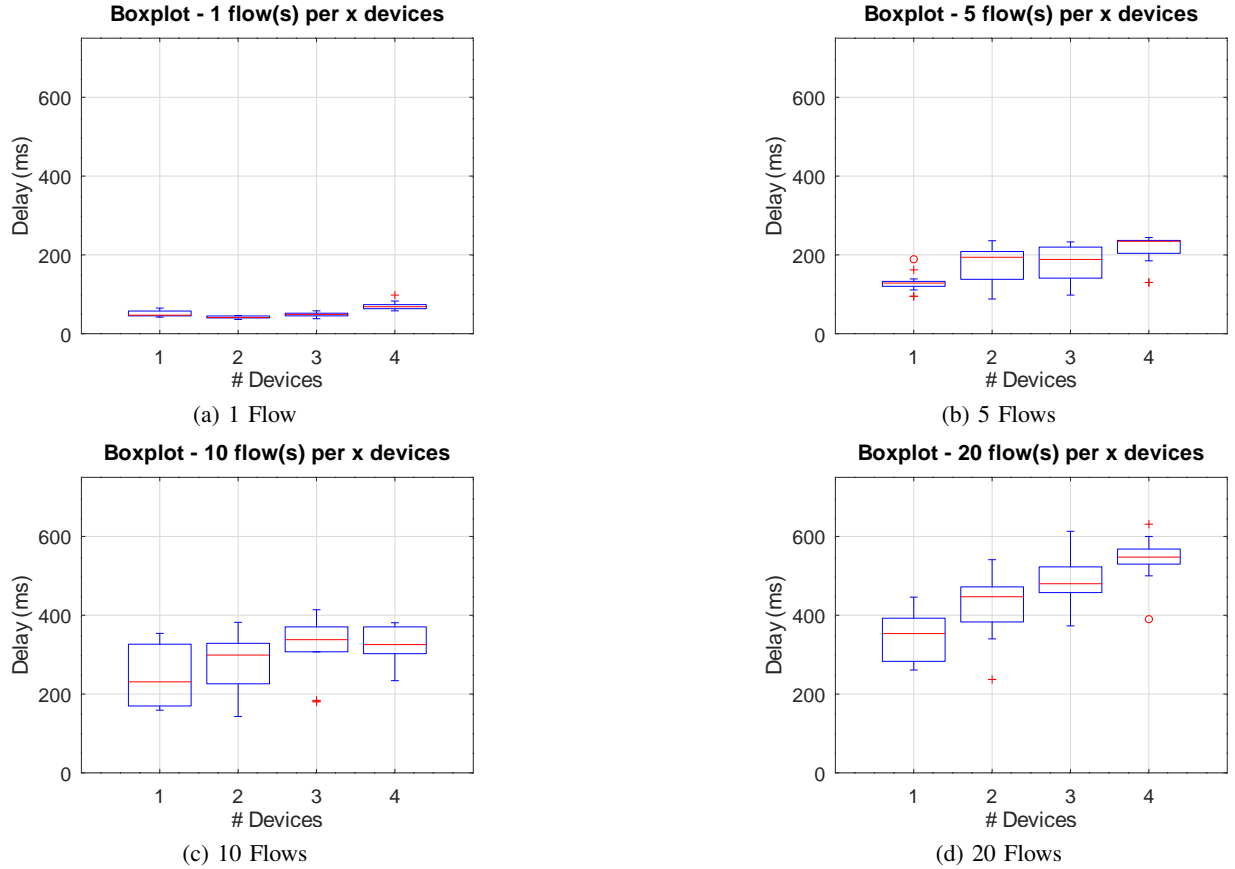 Boxplot - 1 flow(s) per x devices
600
400
200
0
Delay (ms)
1 2 3 4
# Devices
(a) 1 Flow
Boxplot - 5 flow(s) per x devices
600
400
200
0
Delay (ms)
1 2 3 4
# Devices
(b) 5 Flows
Boxplot - 10 flow(s) per x devices
600
400
200
0
Delay (ms)
1 2 3 4
# Devices
(c) 10 Flows
Boxplot - 20 flow(s) per x devices
600
400
200
0
Delay (ms)
1 2 3 4
# Devices
(d) 20 Flows